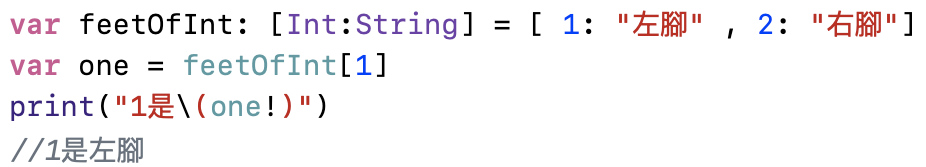 var feetOfInt: [Int:String] = [ 1: "左腳" , 2: "右腳"]
var one = feetOfInt[1]
print("1是\(one!)")
//1是左腳